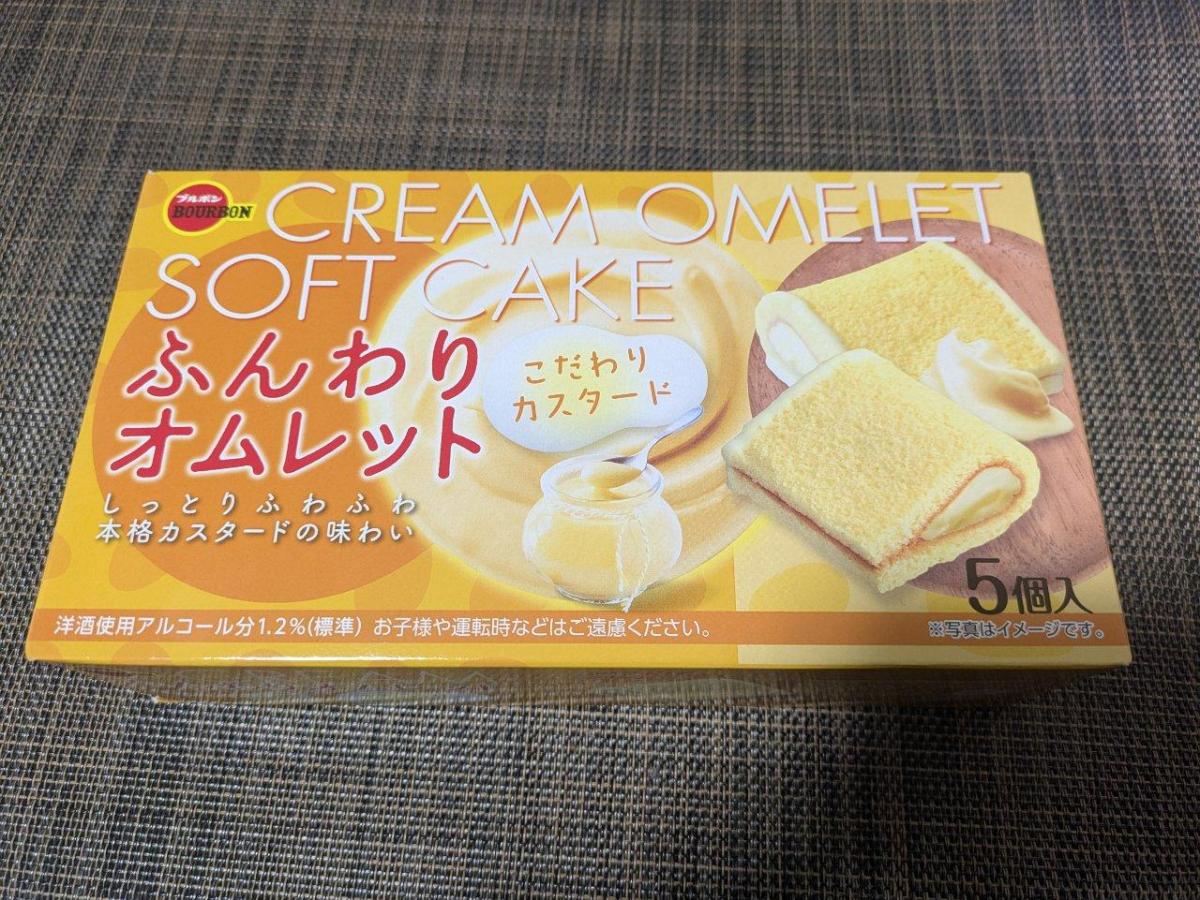 ブルボン
BOURBON
CREAM OMELET
SOFT CAKE
ふんわり
オムレット
こだわり
カスタード
しっとりふわふわ
本格カスタードの味わい
5個入
洋酒使用アルコール分1.2%(標準) お子様や運転時などはご遠慮ください。
※写真はイメージです。